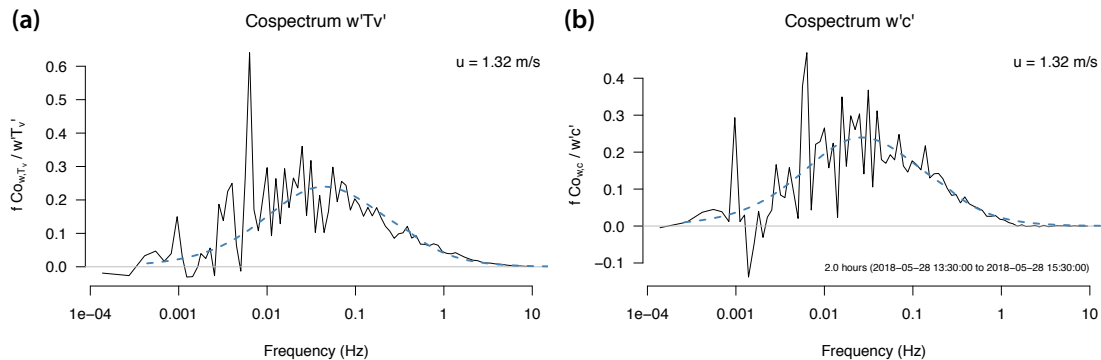 (a)
Cospectrum w'Tv'
u = 1.32 m/s
f Co_{w,T_v} / w'T_v'
0.6
0.5
0.4
0.3
0.2
0.1
0.0
1e−04
0.001
0.01
0.1
1
10
Frequency (Hz)
(b)
Cospectrum w'c'
u = 1.32 m/s
f Co_{w,c} / w'c'
0.4
0.3
0.2
0.1
0.0
−0.1
2.0 hours (2018−05−28 13:30:00 to 2018−05−28 15:30:00)
1e−04
0.001
0.01
0.1
1
10
Frequency (Hz)